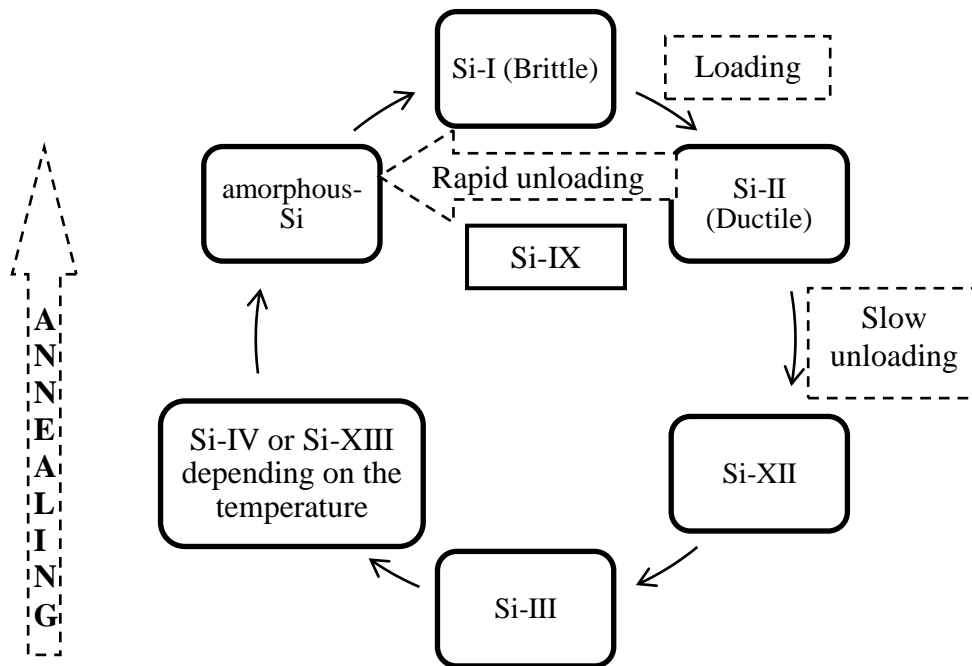 Si-I (Brittle)
Loading
amorphous-
Si
Rapid unloading
Si-II
(Ductile)
Si-IX
Slow
unloading
ANNEALING
Si-IV or Si-XIII
depending on the
temperature
Si-XII
Si-III